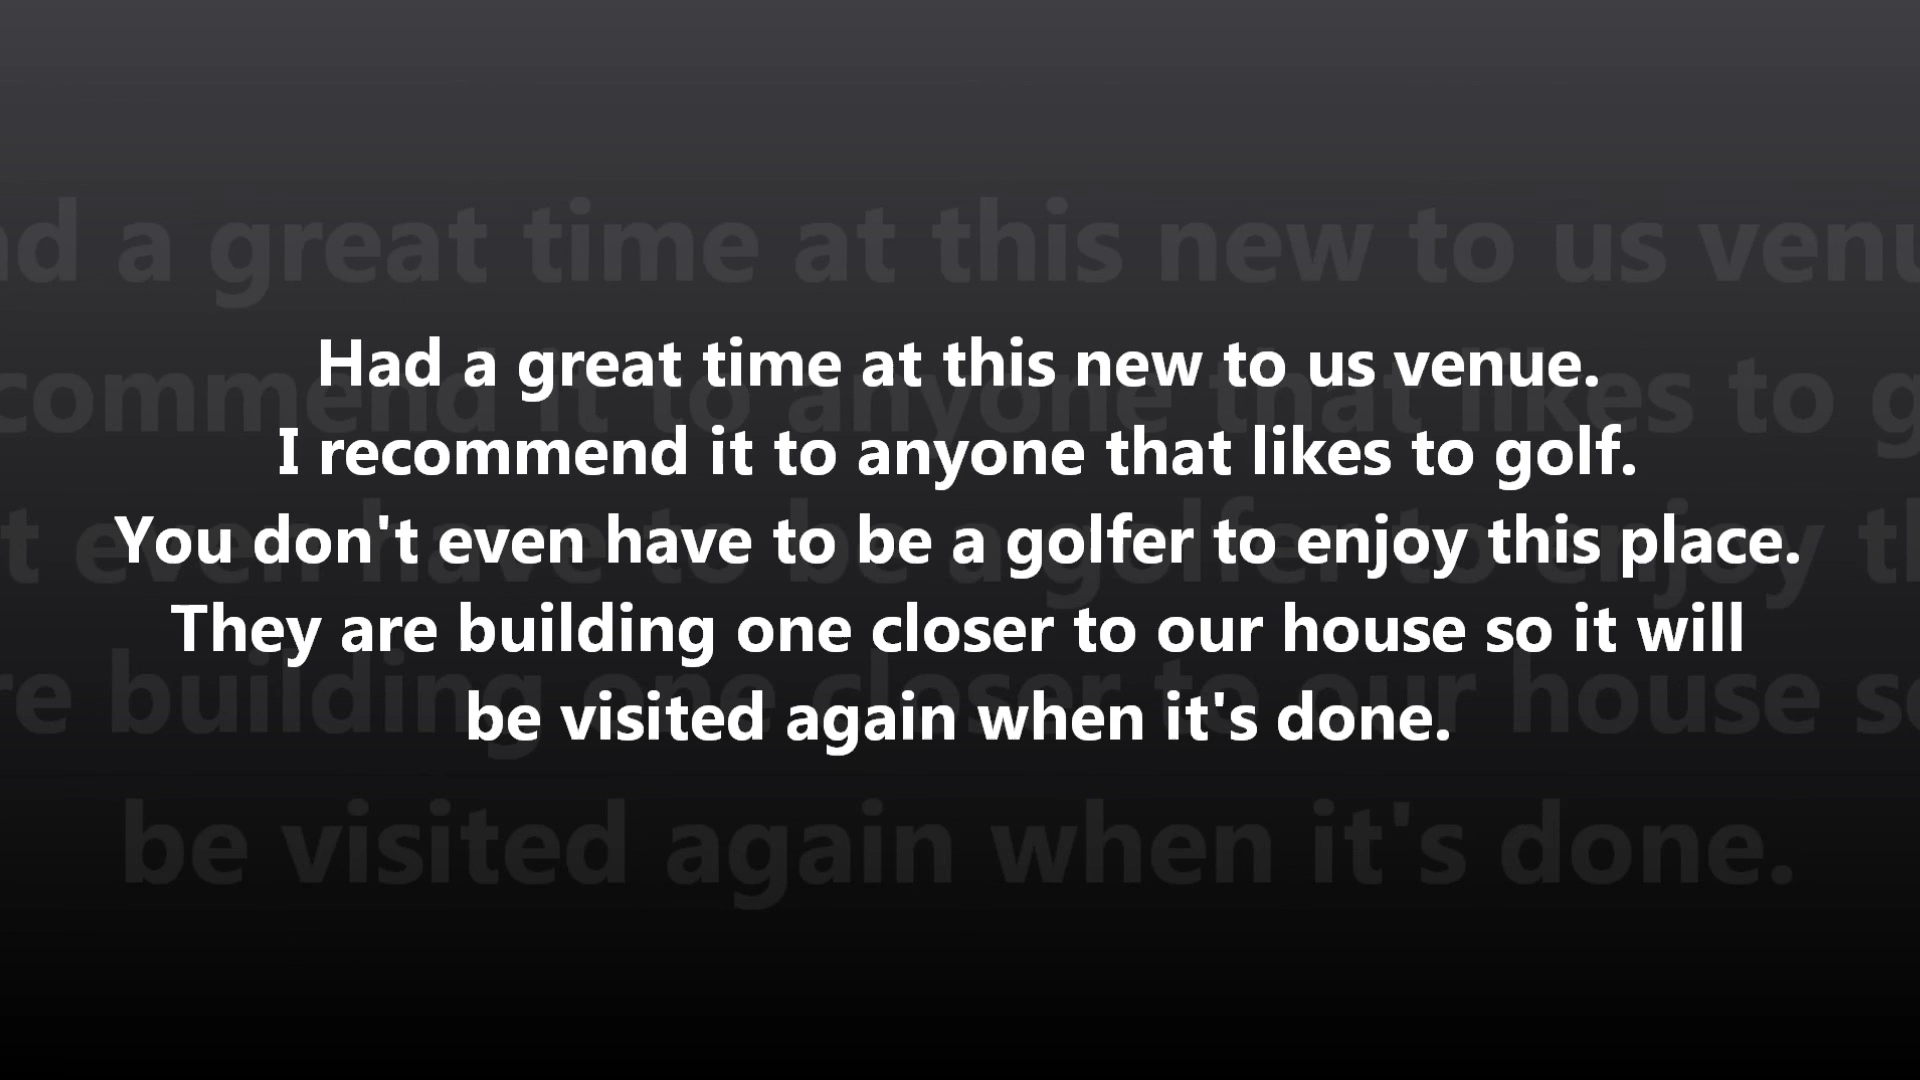 Had a great time at this new to us venue.
I recommend it to anyone that likes to golf.
You don't even have to be a golfer to enjoy this place.
They are building one closer to our house so it will
be visited again when it's done.